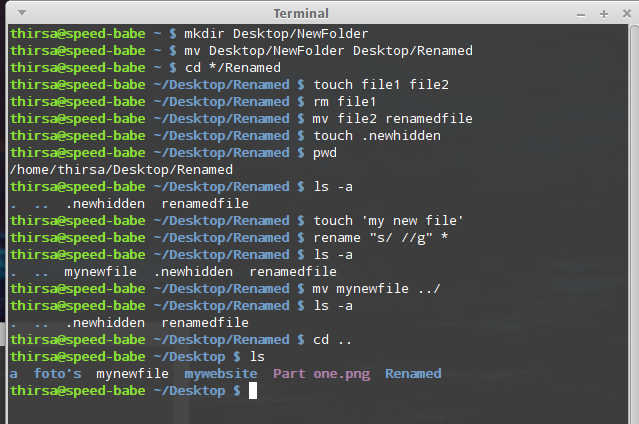 Terminal
thirsa@speed-babe ~ $ mkdir Desktop/NewFolder
thirsa@speed-babe ~ $ mv Desktop/NewFolder Desktop/Renamed
thirsa@speed-babe ~ $ cd */Renamed
thirsa@speed-babe ~/Desktop/Renamed $ touch file1 file2
thirsa@speed-babe ~/Desktop/Renamed $ rm file1
thirsa@speed-babe ~/Desktop/Renamed $ mv file2 renamedfile
thirsa@speed-babe ~/Desktop/Renamed $ touch .newhidden
thirsa@speed-babe ~/Desktop/Renamed $ pwd
/home/thirsa/Desktop/Renamed
thirsa@speed-babe ~/Desktop/Renamed $ ls -a
.  ..  .newhidden  renamedfile
thirsa@speed-babe ~/Desktop/Renamed $ touch 'my new file'
thirsa@speed-babe ~/Desktop/Renamed $ rename "s/ //g" *
thirsa@speed-babe ~/Desktop/Renamed $ ls -a
.  ..  mynewfile  .newhidden  renamedfile
thirsa@speed-babe ~/Desktop/Renamed $ mv mynewfile ../
thirsa@speed-babe ~/Desktop/Renamed $ ls -a
.  ..  .newhidden  renamedfile
thirsa@speed-babe ~/Desktop/Renamed $ cd ..
thirsa@speed-babe ~/Desktop $ ls
a  foto's  mynewfile  mywebsite  Part one.png  Renamed
thirsa@speed-babe ~/Desktop $